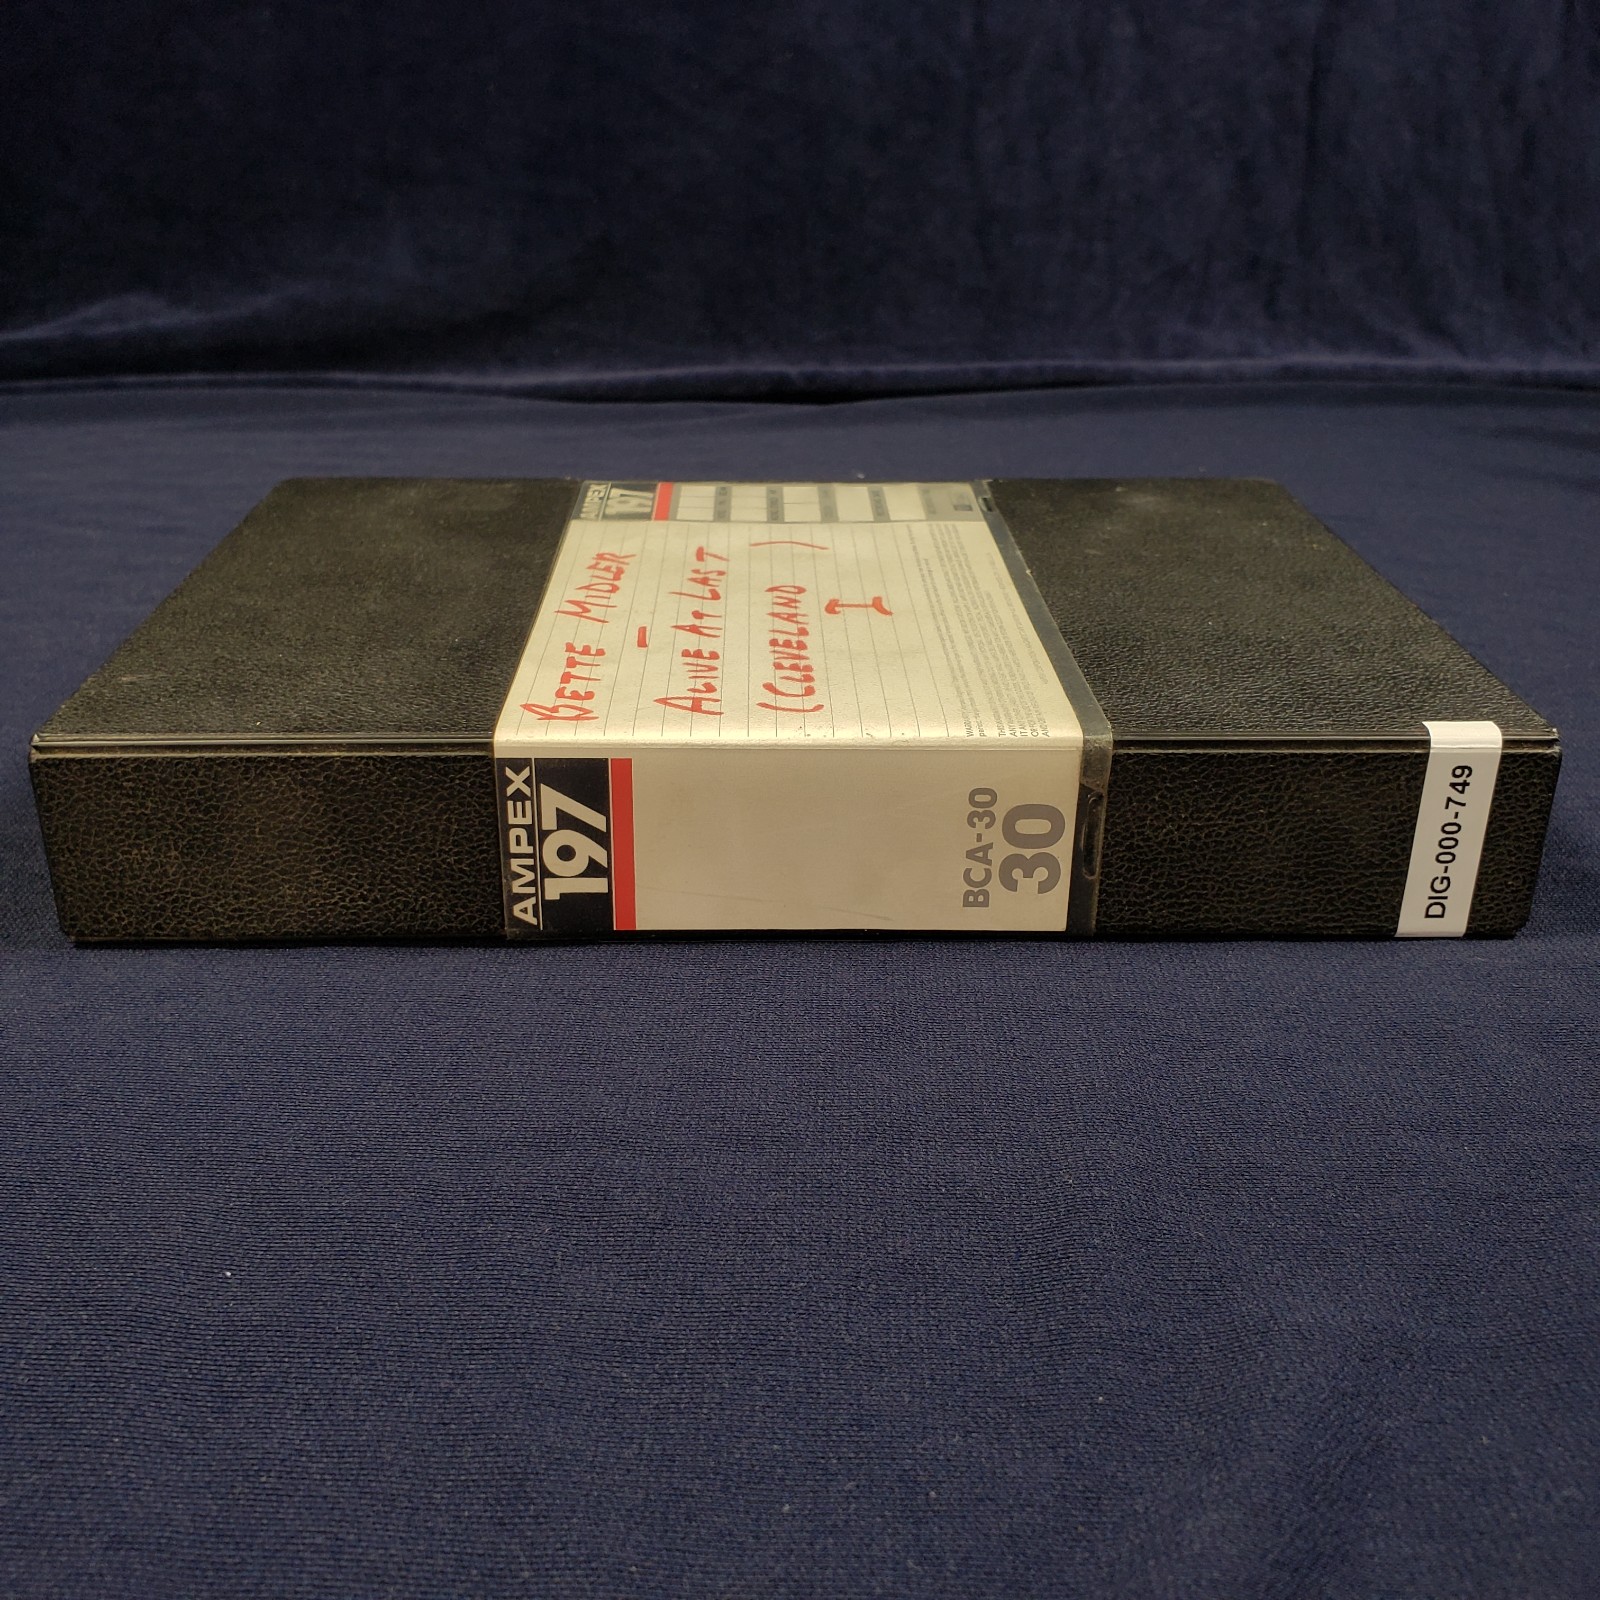 AMPEX
197
BETTE MIDLER
-
ALIVE AT LAST
(CLEVELAND)
I
AMPEX
197
BCA-30
30
DIG-000-749